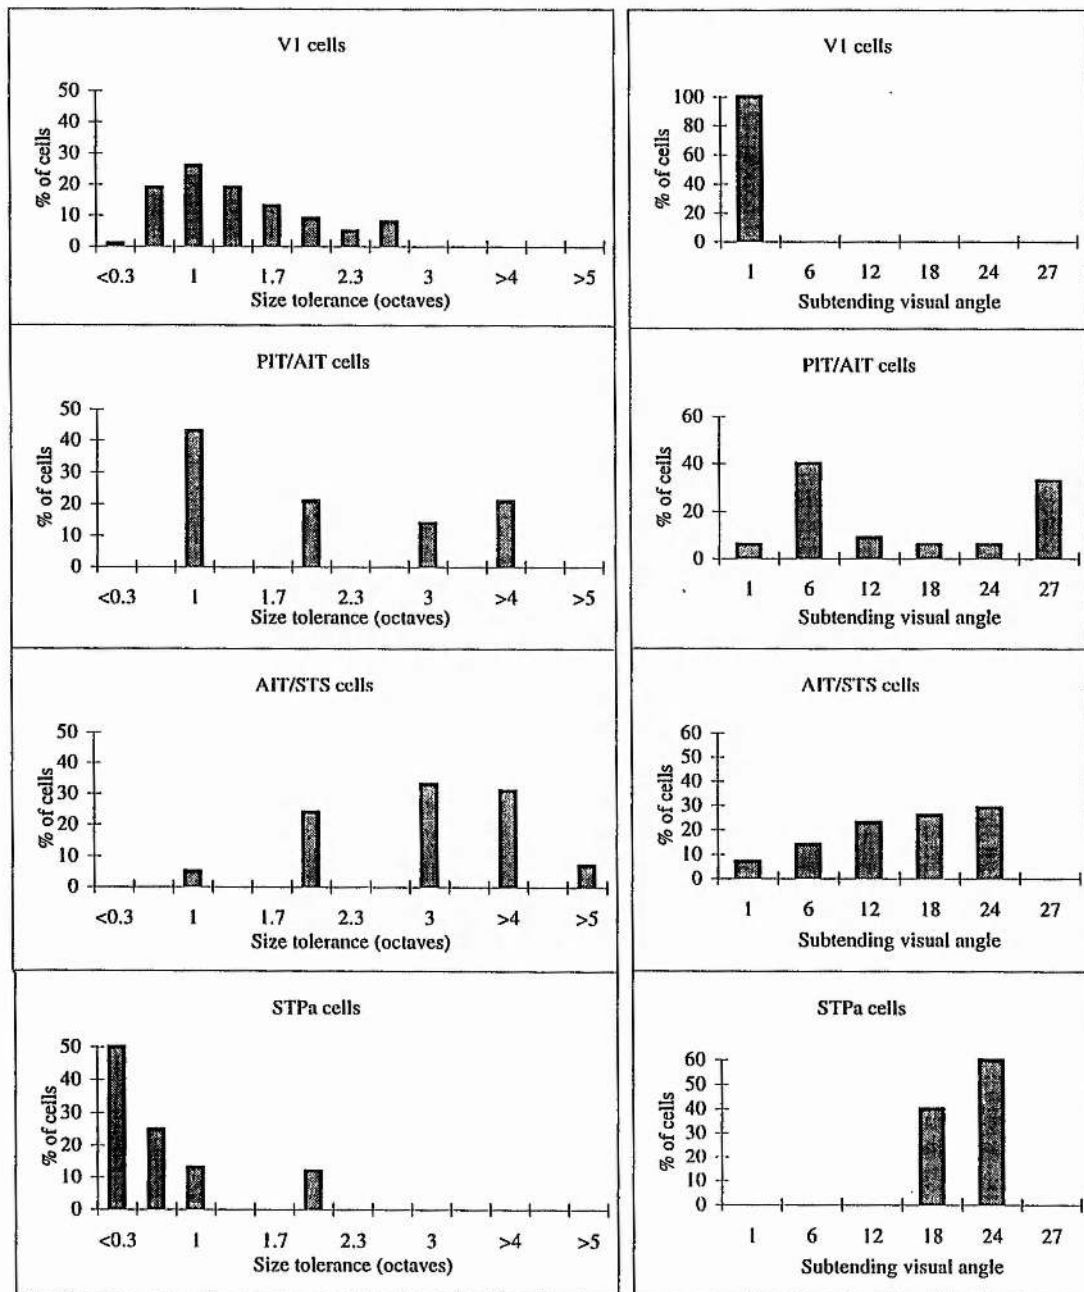 V1 cells
50
40
30
20
10
0
% of cells
<0.3 1 1.7 2.3 3 >4 >5
Size tolerance (octaves)
V1 cells
100
80
60
40
20
0
% of cells
1 6 12 18 24 27
Subtending visual angle
PIT/AIT cells
50
40
30
20
10
0
% of cells
<0.3 1 1.7 2.3 3 >4 >5
Size tolerance (octaves)
PIT/AIT cells
60
40
20
0
% of cells
1 6 12 18 24 27
Subtending visual angle
AIT/STS cells
50
40
30
20
10
0
% of cells
<0.3 1 1.7 2.3 3 >4 >5
Size tolerance (octaves)
AIT/STS cells
60
50
40
30
20
10
0
% of cells
1 6 12 18 24 27
Subtending visual angle
STPa cells
50
40
30
20
10
0
% of cells
<0.3 1 1.7 2.3 3 >4 >5
Size tolerance (octaves)
STPa cells
60
50
40
30
20
10
0
% of cells
1 6 12 18 24 27
Subtending visual angle